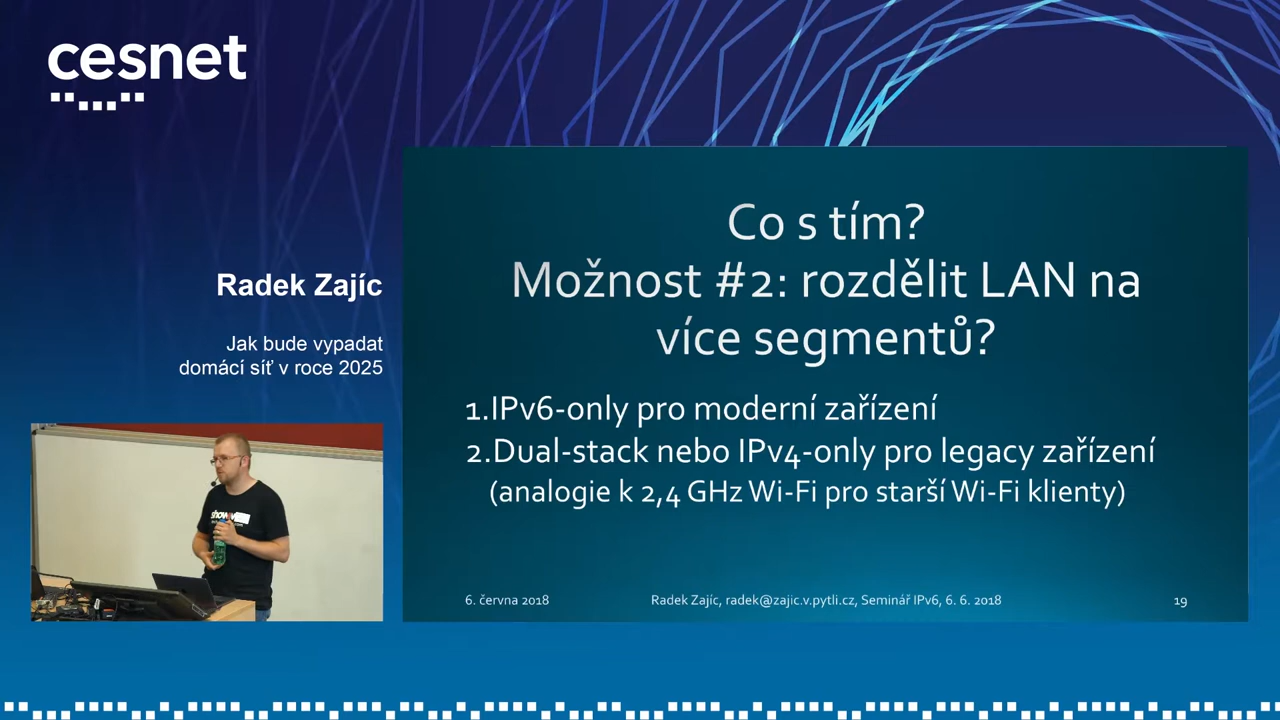 cesnet
Radek Zajíc
Jak bude vypadat
domácí síť v roce 2025
Co s tím?
Možnost #2: rozdělit LAN na
více segmentů?
1.IPv6-only pro moderní zařízení
2.Dual-stack nebo IPv4-only pro legacy zařízení
(analogie k 2,4 GHz Wi-Fi pro starší Wi-Fi klienty)
6. června 2018
Radek Zajíc, radek@zajic.v.pytli.cz, Seminář IPv6, 6. 6. 2018
19